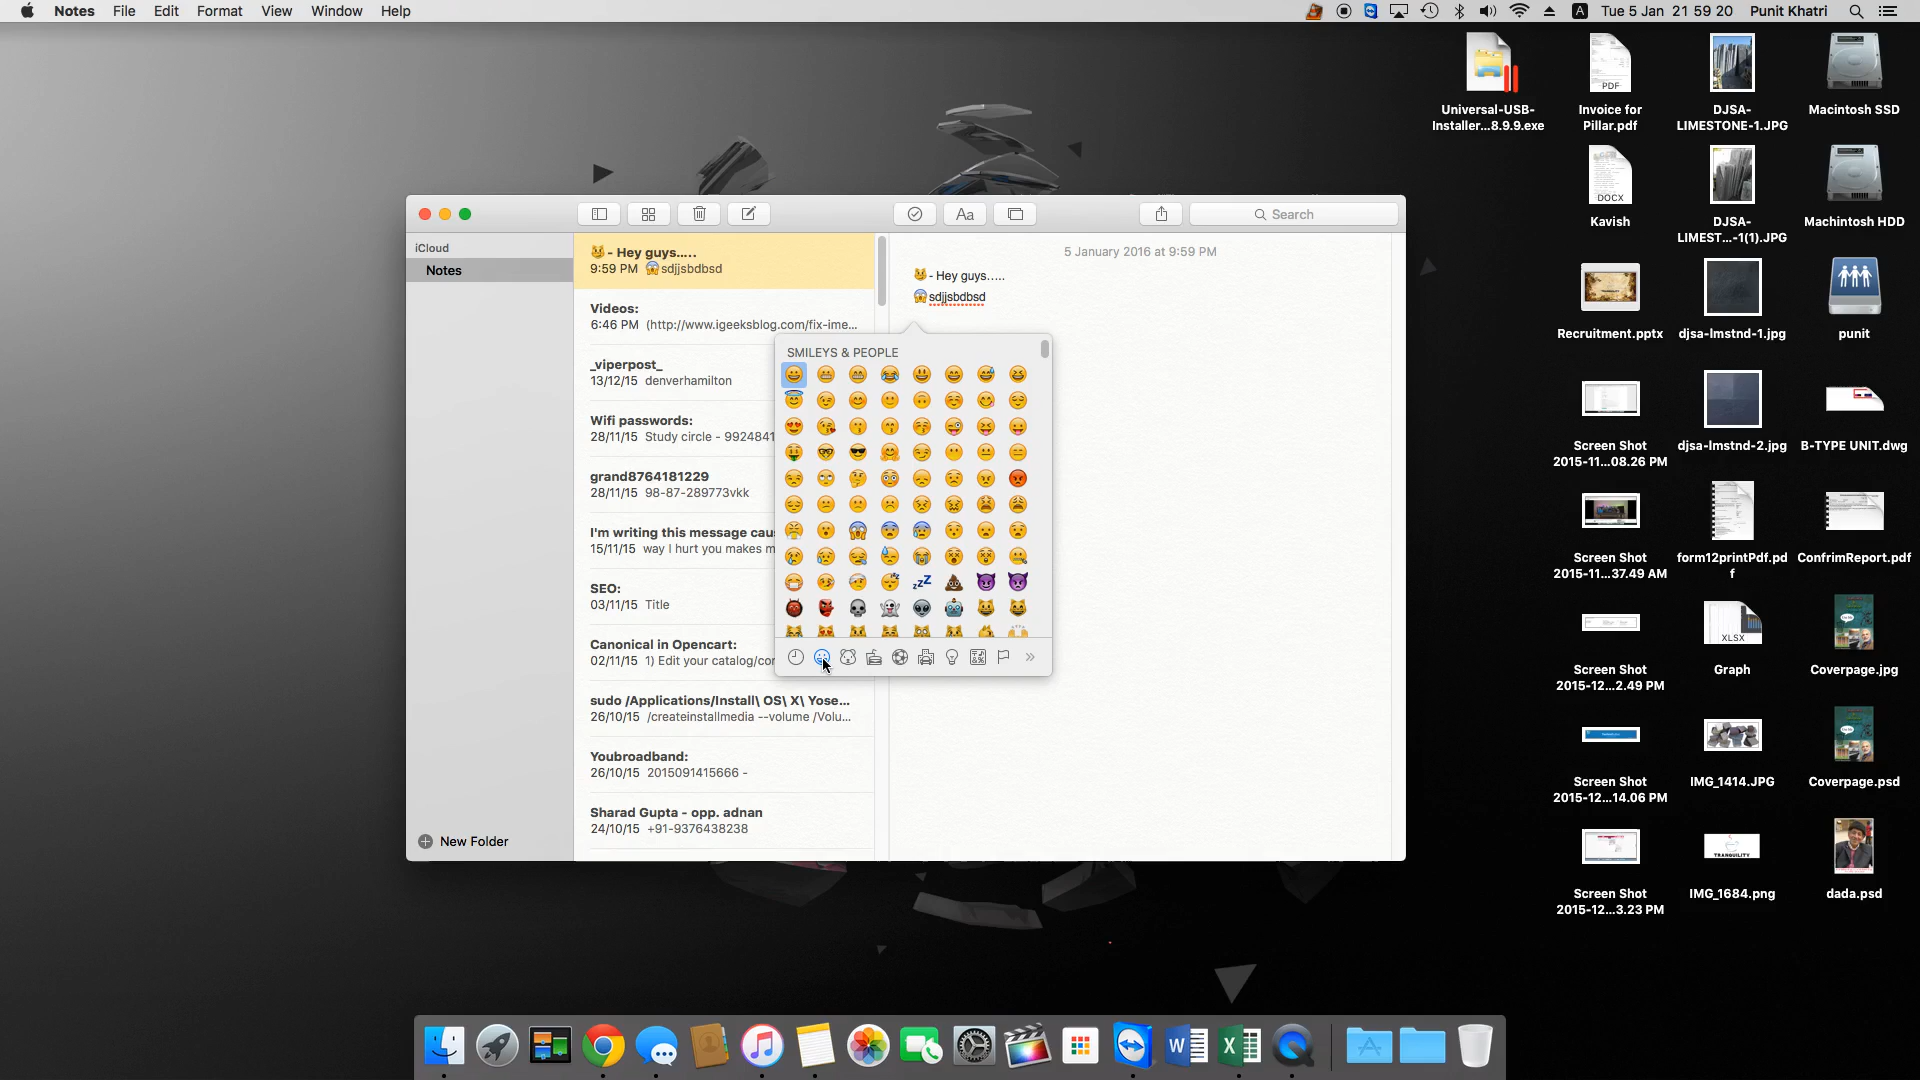 Notes File Edit Format View Window Help
A Tue 5 Jan 21 59 20 Punit Khatri
Search
iCloud
Notes
New Folder
😼- Hey guys.....
9:59 PM 😱sdjjsbdbsd
Videos:
6:46 PM (http://www.igeeksblog.com/fix-ime...
_viperpost_
13/12/15 denverhamilton
Wifi passwords:
28/11/15 Study circle - 9924841
grand8764181229
28/11/15 98-87-289773vkk
I'm writing this message cau
15/11/15 way I hurt you makes m
SEO:
03/11/15 Title
Canonical in Opencart:
02/11/15 1) Edit your catalog/cor
sudo /Applications/Install\ OS\ X\ Yose...
26/10/15 /createinstallmedia --volume /Volu...
Youbroadband:
26/10/15 2015091415666 -
Sharad Gupta - opp. adnan
24/10/15 +91-9376438238
Aa
5 January 2016 at 9:59 PM
😼- Hey guys.....
😱sdjjsbdbsd
SMILEYS & PEOPLE
Universal-USB-
Installer...8.9.9.exe
PDF
Invoice for
Pillar.pdf
DJSA-
LIMESTONE-1.JPG
Macintosh SSD
DOCX
Kavish
DJSA-
LIMEST...-1(1).JPG
Machintosh HDD
Recruitment.pptx
djsa-lmstnd-1.jpg
punit
Screen Shot
2015-11...08.26 PM
djsa-lmstnd-2.jpg
B-TYPE UNIT.dwg
Screen Shot
2015-11...37.49 AM
form12printPdf.pd
f
ConfrimReport.pdf
Screen Shot
2015-12...2.49 PM
XLSX
Graph
Coverpage.jpg
Screen Shot
2015-12...14.06 PM
IMG_1414.JPG
Coverpage.psd
Screen Shot
2015-12...3.23 PM
TRANQUILITY
IMG_1684.png
dada.psd